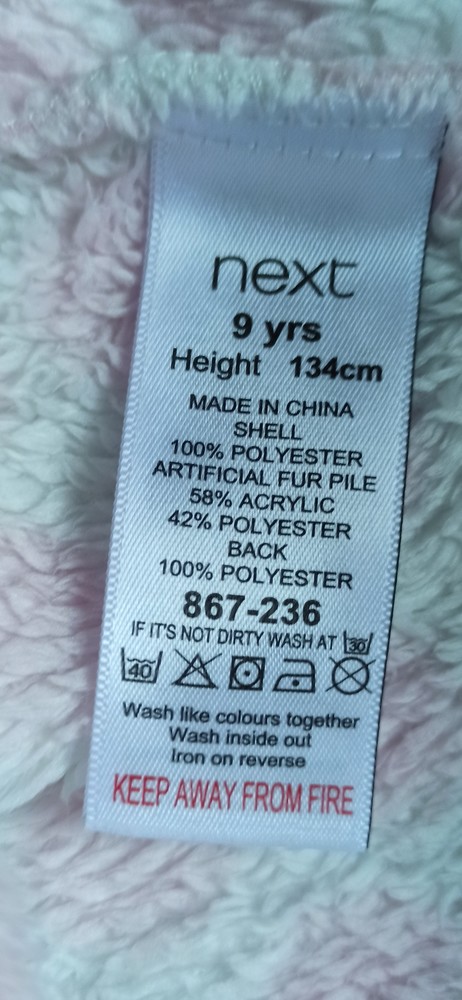 next
9 yrs
Height 134cm
MADE IN CHINA
SHELL
100% POLYESTER
ARTIFICIAL FUR PILE
58% ACRYLIC
42% POLYESTER
BACK
100% POLYESTER
867-236
IF IT'S NOT DIRTY WASH AT 30
40
Wash like colours together
Wash inside out
Iron on reverse
KEEP AWAY FROM FIRE